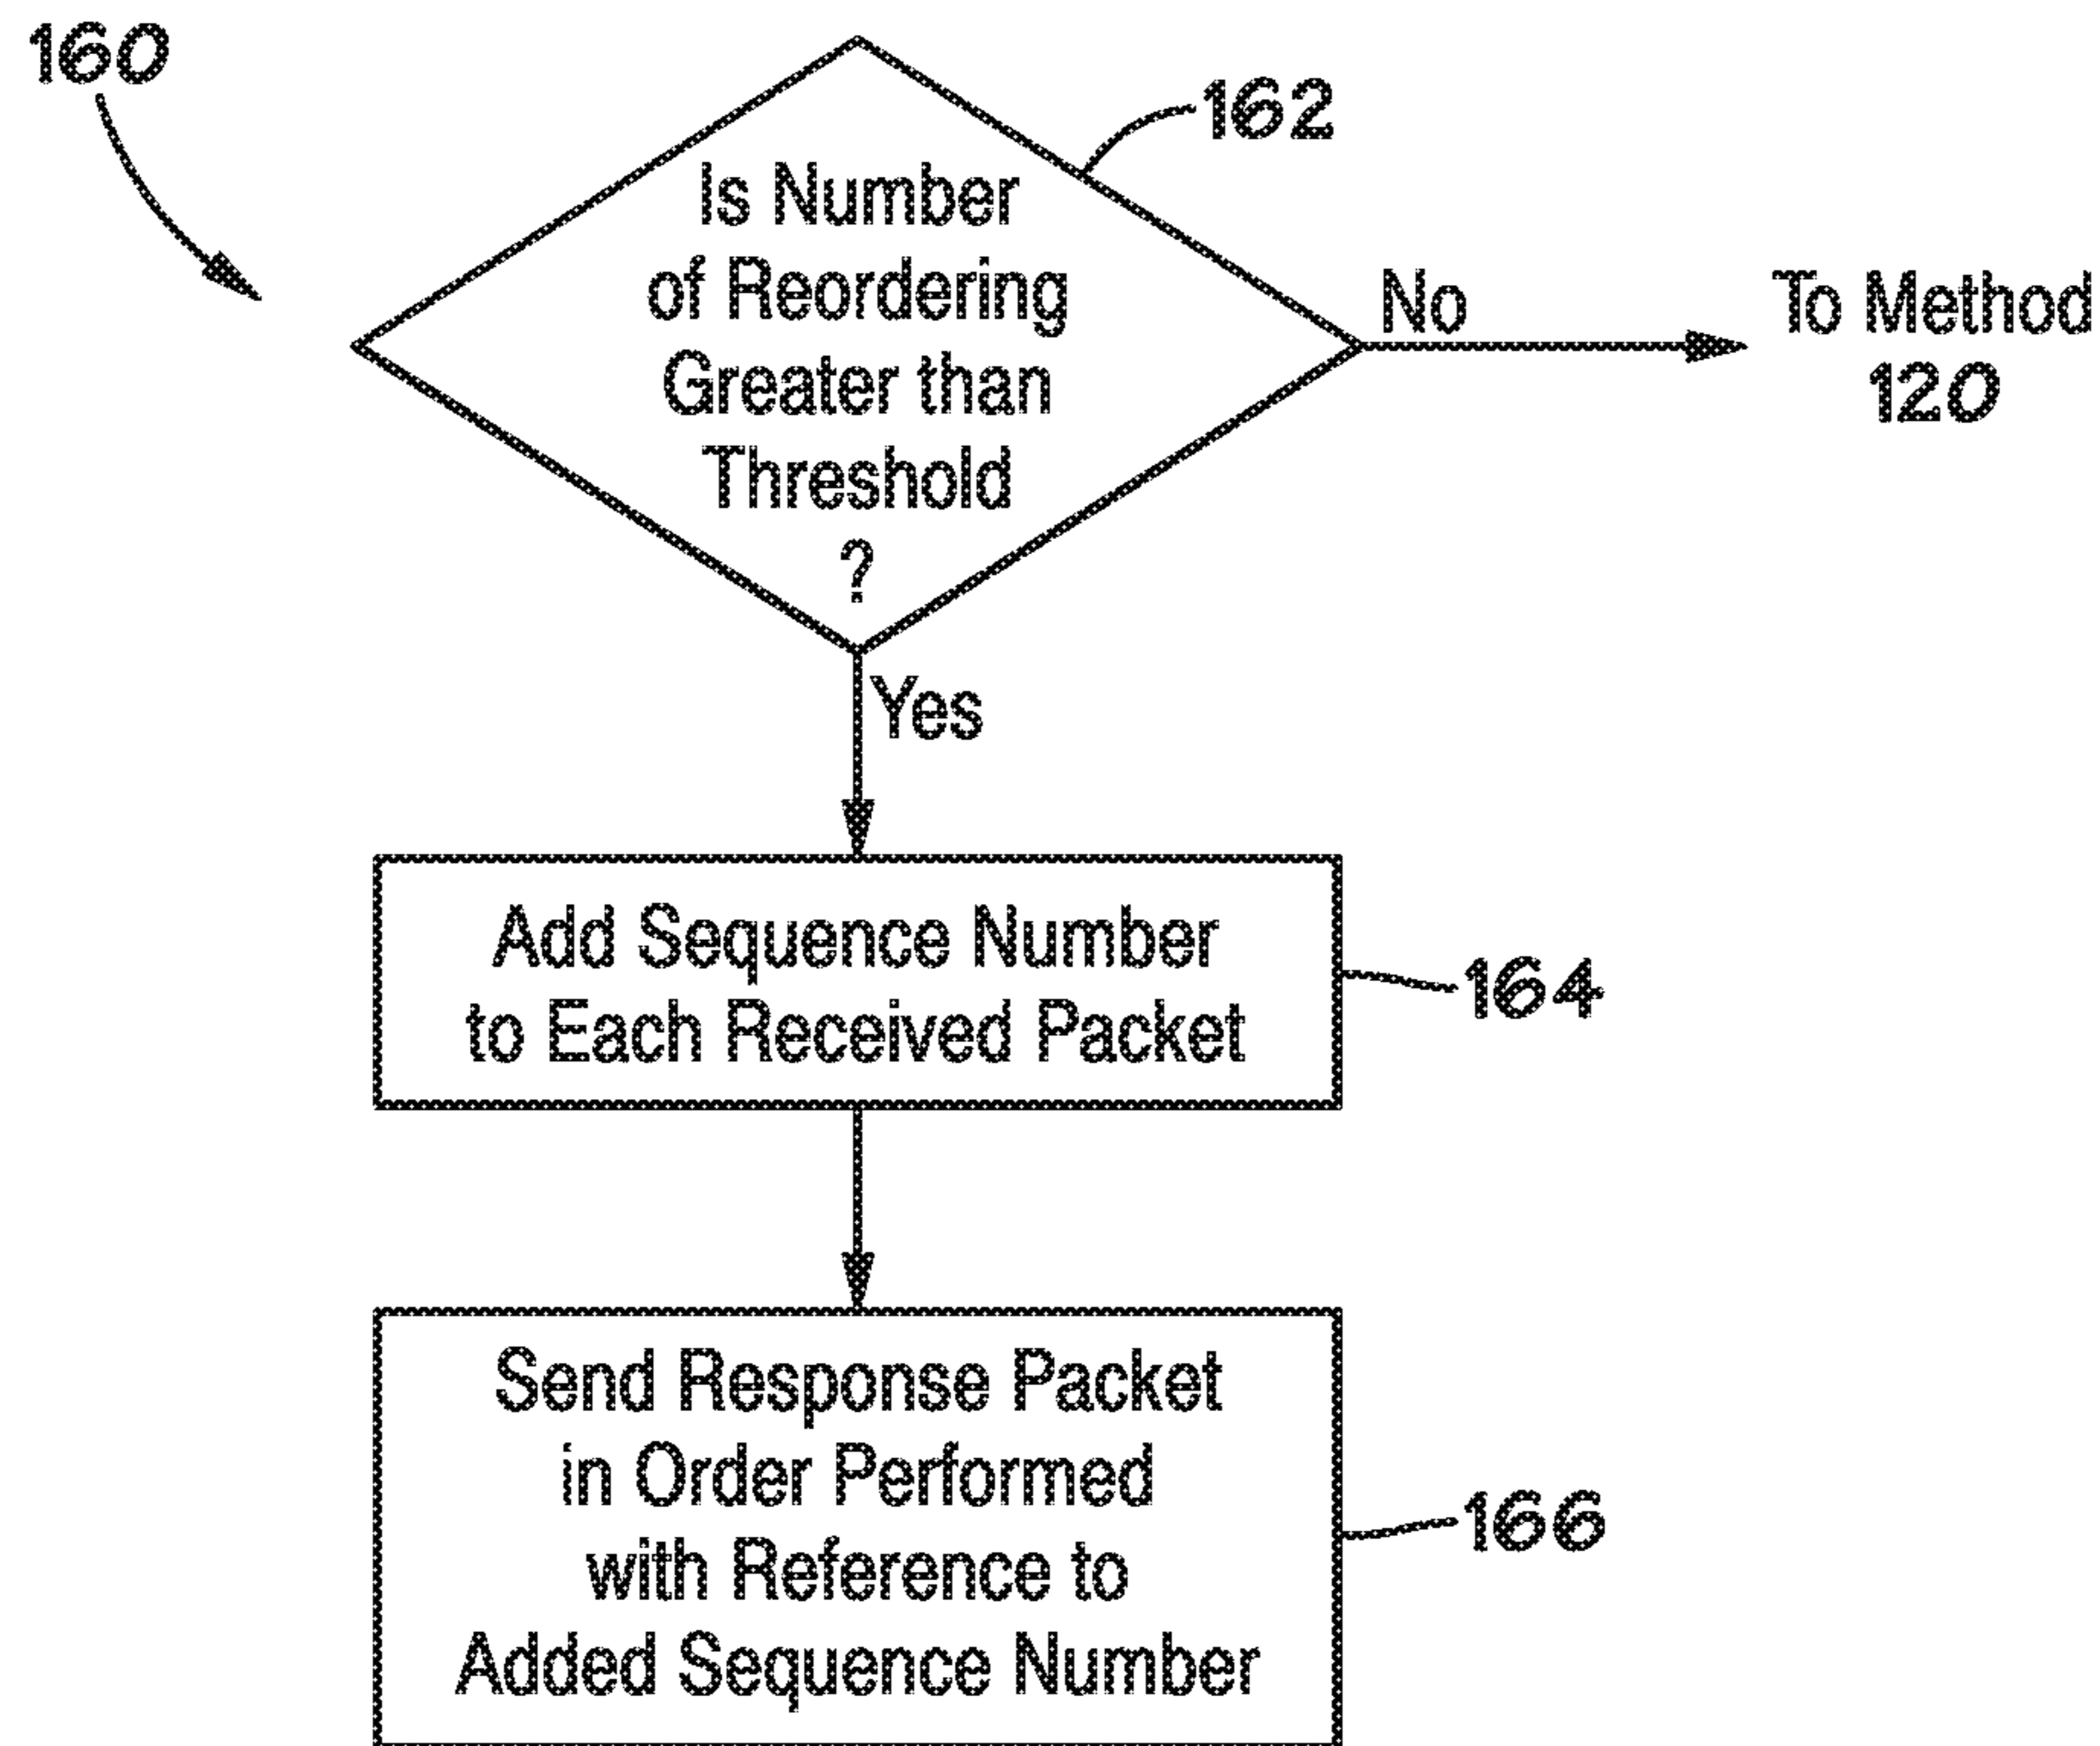 160
162
Is Number
of Reordering
Greater than
Threshold
?
No
To Method
120
Yes
Add Sequence Number
to Each Received Packet
164
Send Response Packet
in Order Performed
with Reference to
Added Sequence Number
166